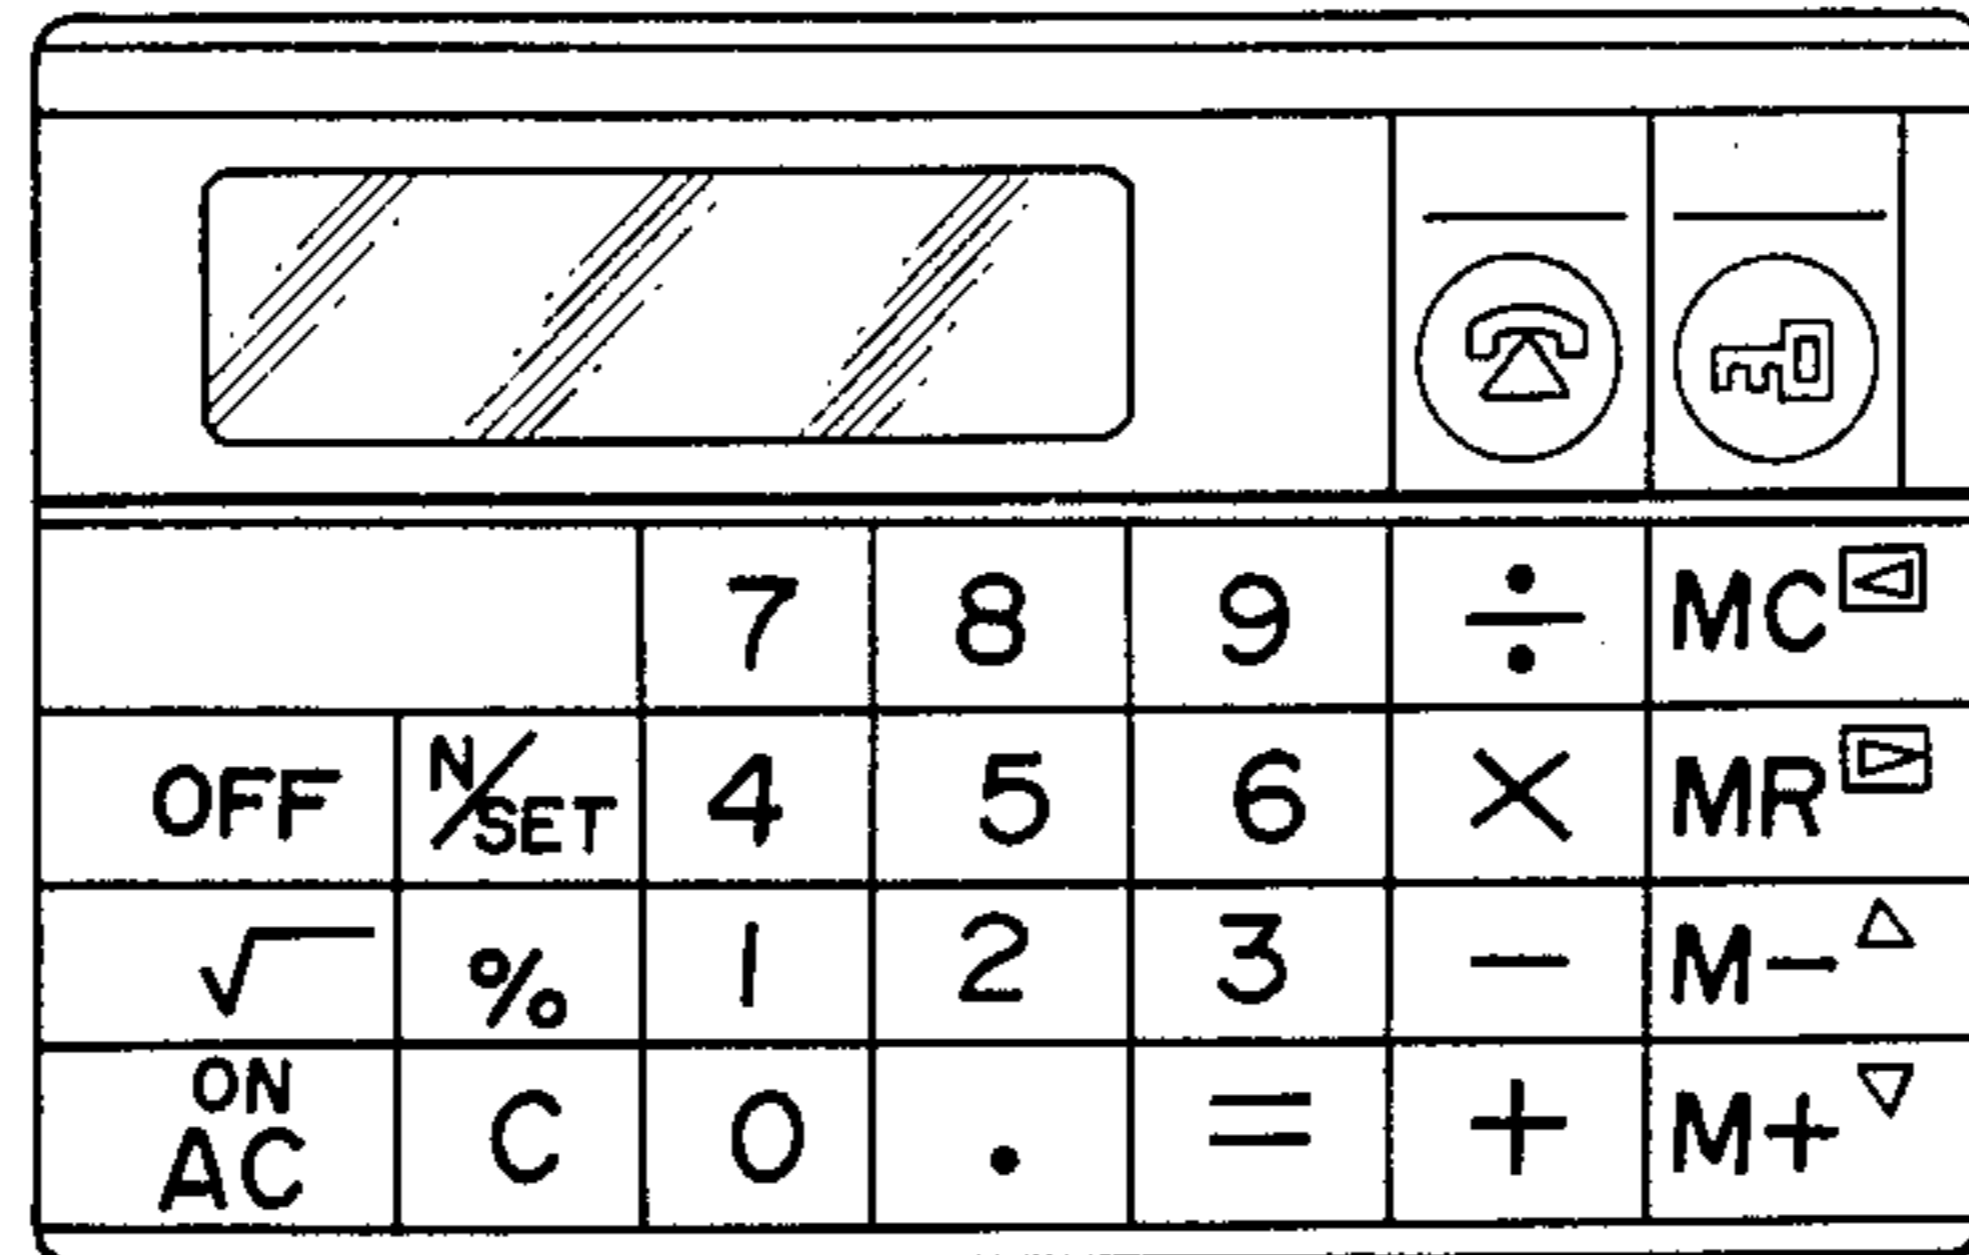 7 8 9 ÷ MC
OFF N/SET 4 5 6 × MR
√ % 1 2 3 − M−
ON
AC C 0 . = + M+